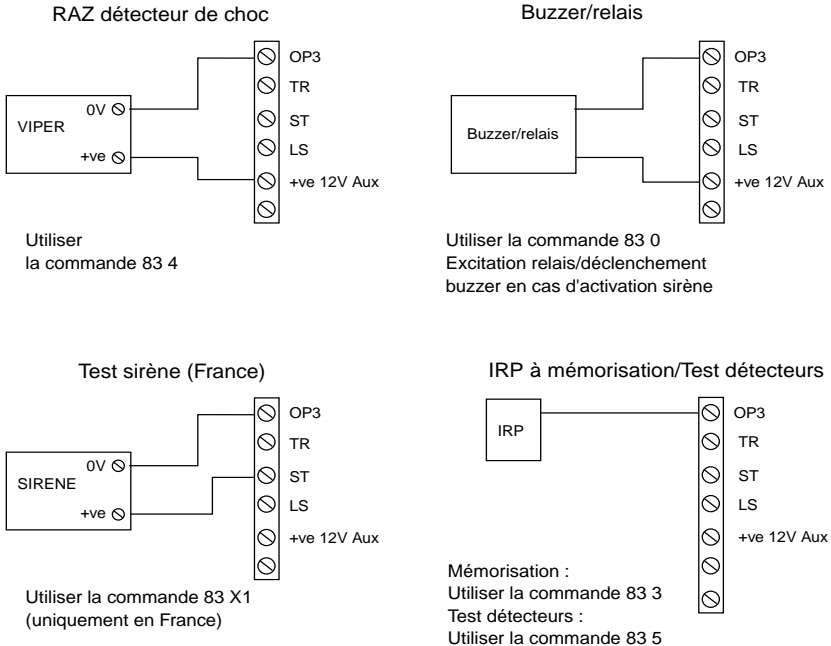 RAZ détecteur de choc
VIPER
0V
+ve
OP3
TR
ST
LS
+ve 12V Aux
Utiliser
la commande 83 4
Buzzer/relais
Buzzer/relais
OP3
TR
ST
LS
+ve 12V Aux
Utiliser la commande 83 0
Excitation relais/déclenchement
buzzer en cas d'activation sirène
Test sirène (France)
SIRENE
0V
+ve
OP3
TR
ST
LS
+ve 12V Aux
Utiliser la commande 83 X1
(uniquement en France)
IRP à mémorisation/Test détecteurs
IRP
OP3
TR
ST
LS
+ve 12V Aux
Mémorisation :
Utiliser la commande 83 3
Test détecteurs :
Utiliser la commande 83 5